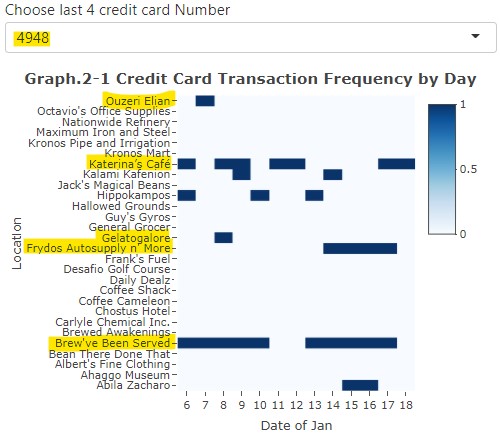 Choose last 4 credit card Number
4948
Graph.2-1 Credit Card Transaction Frequency by Day
Ouzeri Elian
Octavio's Office Supplies
Nationwide Refinery
Maximum Iron and Steel
Kronos Pipe and Irrigation
Kronos Mart
Katerina's Café
Kalami Kafenion
Jack's Magical Beans
Hippokampos
Hallowed Grounds
Guy's Gyros
General Grocer
Gelatogalore
Frydos Autosupply n' More
Frank's Fuel
Desafio Golf Course
Daily Dealz
Coffee Shack
Coffee Cameleon
Chostus Hotel
Carlyle Chemical Inc.
Brewed Awakenings
Brew've Been Served
Bean There Done That
Albert's Fine Clothing
Ahaggo Museum
Abila Zacharo
Location
6 7 8 9 10 11 12 13 14 15 16 17 18
Date of Jan
1
0.5
0